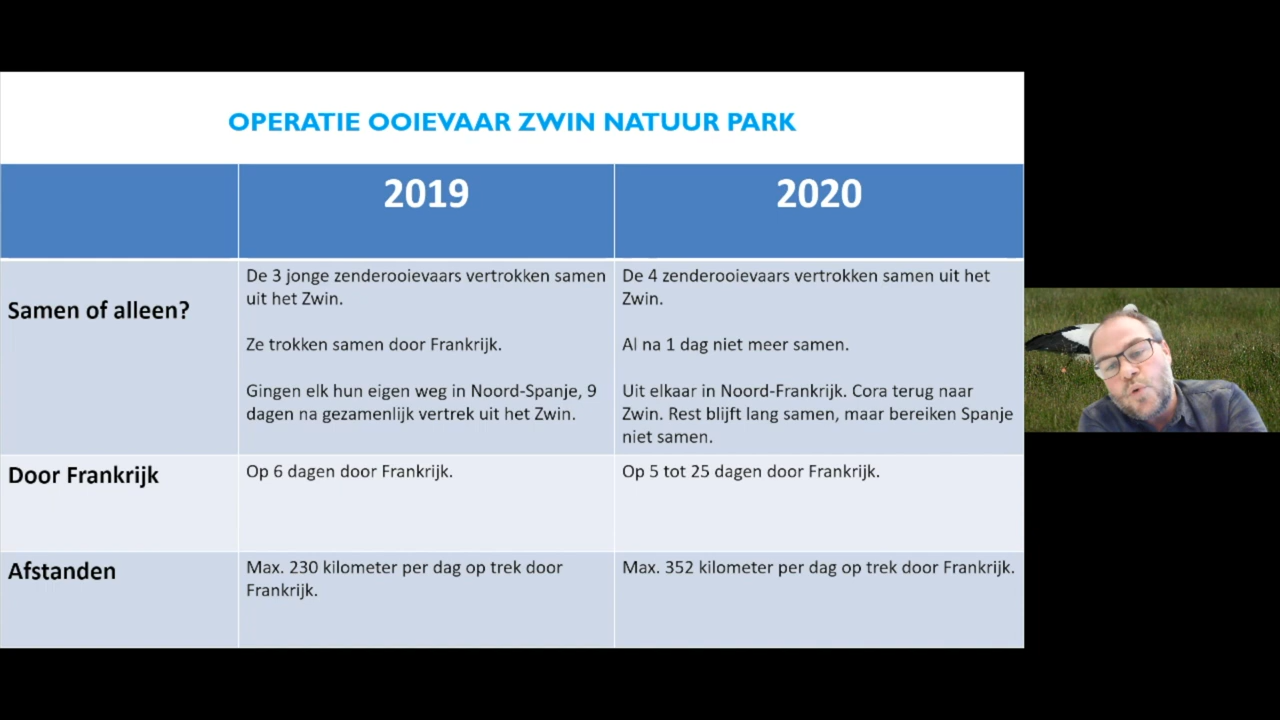 OPERATIE OOIEVAAR ZWIN NATUUR PARK
2019
2020
Samen of alleen?
De 3 jonge zenderooievaars vertrokken samen
uit het Zwin.
Ze trokken samen door Frankrijk.
Gingen elk hun eigen weg in Noord-Spanje, 9
dagen na gezamenlijk vertrek uit het Zwin.
De 4 zenderooievaars vertrokken samen uit het
Zwin.
Al na 1 dag niet meer samen.
Uit elkaar in Noord-Frankrijk. Cora terug naar
Zwin. Rest blijft lang samen, maar bereiken Spanje
niet samen.
Door Frankrijk
Op 6 dagen door Frankrijk.
Op 5 tot 25 dagen door Frankrijk.
Afstanden
Max. 230 kilometer per dag op trek door
Frankrijk.
Max. 352 kilometer per dag op trek door Frankrijk.